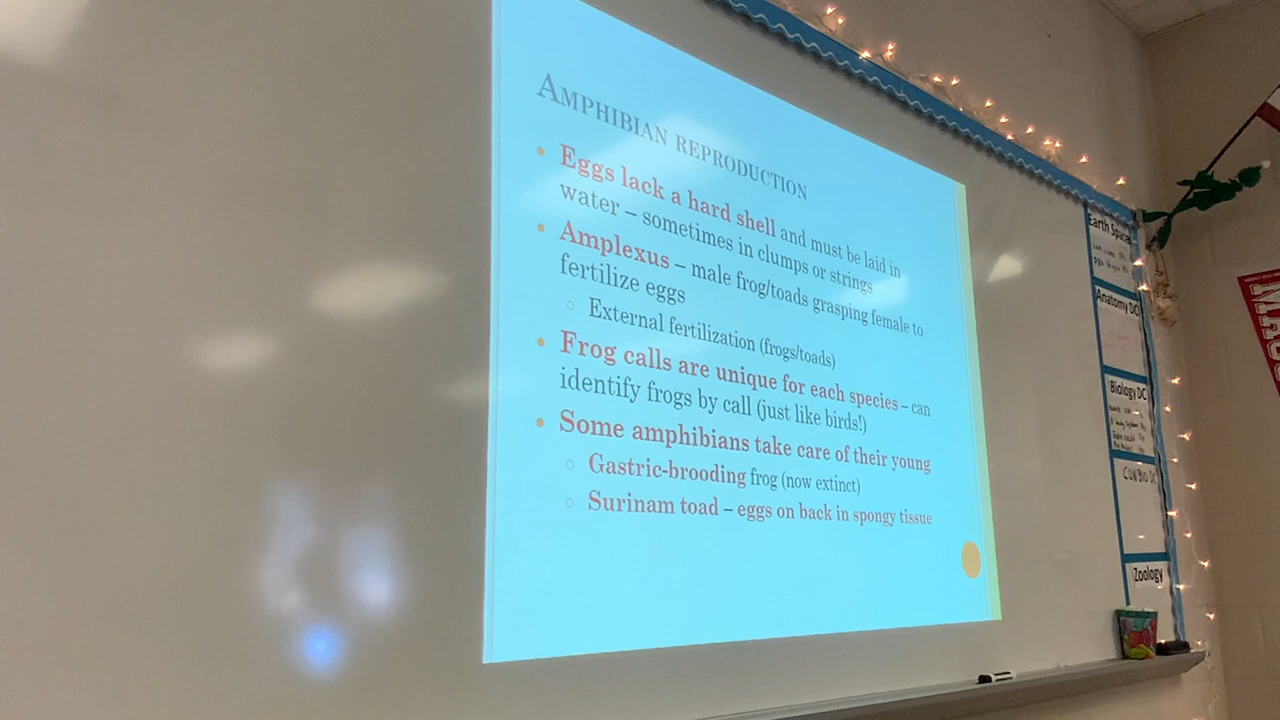 AMPHIBIAN REPRODUCTION
• Eggs lack a hard shell and must be laid in
water – sometimes in clumps or strings
• Amplexus – male frog/toads grasping female to
fertilize eggs
○ External fertilization (frogs/toads)
• Frog calls are unique for each species – can
identify frogs by call (just like birds!)
• Some amphibians take care of their young
○ Gastric-brooding frog (now extinct)
○ Surinam toad – eggs on back in spongy tissue
Earth Space
Anatomy DC
Biology DC
Zoology